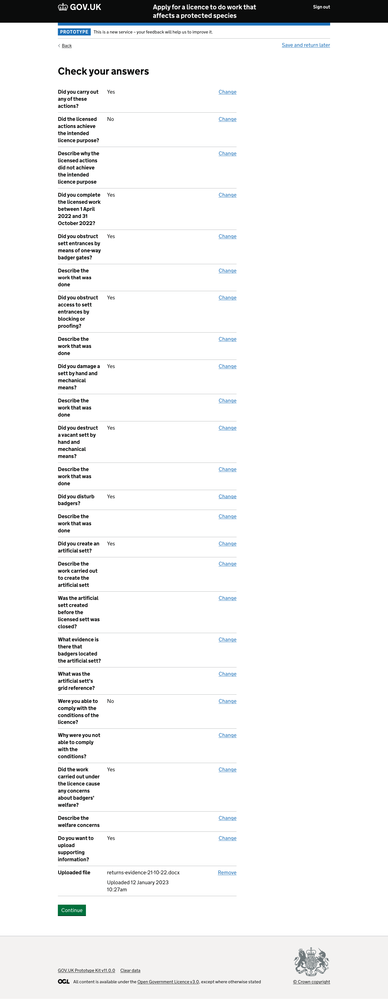 GOV.UK
Apply for a licence to do work that
affects a protected species
Sign out
PROTOTYPE This is a new service – your feedback will help us to improve it.
Back
Save and return later
Check your answers
Did you carry out Yes Change
any of these
actions?
Did the licensed No Change
actions achieve
the intended
licence purpose?
Describe why the Change
licensed actions
did not achieve
the intended
licence purpose
Did you complete Yes Change
the licensed work
between 1 April
2022 and 31
October 2022?
Did you obstruct Yes Change
sett entrances by
means of one-way
badger gates?
Describe the Change
work that was
done
Did you obstruct Yes Change
access to sett
entrances by
blocking or
proofing?
Describe the Change
work that was
done
Did you damage a Yes Change
sett by hand and
mechanical
means?
Describe the Change
work that was
done
Did you destruct Yes Change
a vacant sett by
hand and
mechanical
means?
Describe the Change
work that was
done
Did you disturb Yes Change
badgers?
Describe the Change
work that was
done
Did you create an Yes Change
artificial sett?
Describe the Change
work carried out
to create the
artificial sett
Was the artificial Change
sett created
before the
licensed sett was
closed?
What evidence is Change
there that
badgers located
the artificial sett?
What was the Change
artificial sett's
grid reference?
Were you able to No Change
comply with the
conditions of the
licence?
Why were you not Change
able to comply
with the
conditions?
Did the work Yes Change
carried out under
the licence cause
any concerns
about badgers'
welfare?
Describe the Change
welfare concerns
Do you want to Yes Change
upload
supporting
information?
Uploaded file returns-evidence-21-10-22.docx Remove
Uploaded 12 January 2023
10:27am
Continue
GOV.UK Prototype Kit v11.0.0 Clear data
OGL All content is available under the Open Government Licence v3.0, except where otherwise stated
© Crown copyright